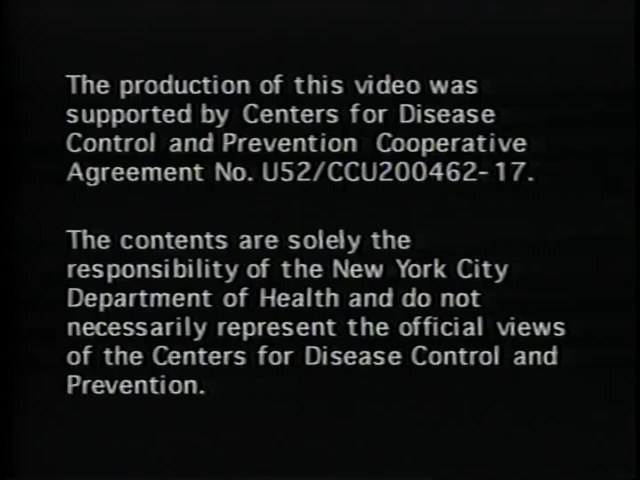 The production of this video was
supported by Centers for Disease
Control and Prevention Cooperative
Agreement No. U52/CCU200462-17.
The contents are solely the
responsibility of the New York City
Department of Health and do not
necessarily represent the official views
of the Centers for Disease Control and
Prevention.